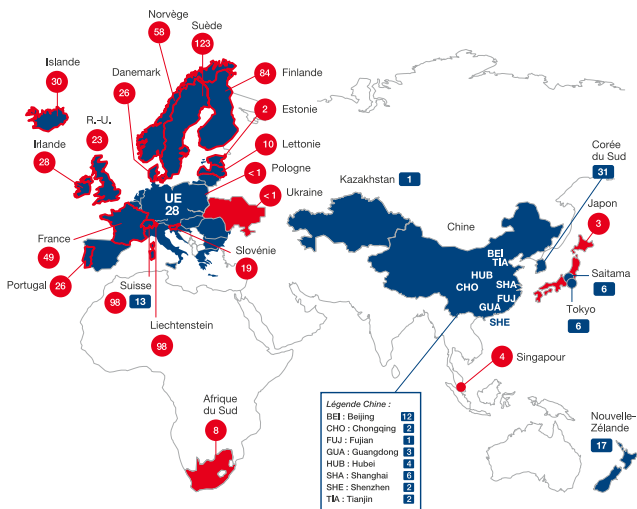 Norvège
58
Suède
123
Islande
30
Danemark
26
84
Finlande
R.-U.
23
2
Estonie
Irlande
28
10
Lettonie
< 1
Pologne
< 1
Ukraine
UE
28
France
49
Slovénie
19
Portugal
26
Suisse
98
13
Liechtenstein
98
Afrique
du Sud
8
Kazakhstan
1
Chine
Corée
du Sud
31
Japon
3
BEI
TIA
HUB
CHO
SHA
FUJ
GUA
SHE
Saitama
6
Tokyo
6
4
Singapour
Nouvelle-
Zélande
17
Légende Chine :
BEI : Beijing 12
CHO : Chongqing 2
FUJ : Fujian 1
GUA : Guangdong 3
HUB : Hubei 4
SHA : Shanghai 6
SHE : Shenzhen 2
TIA : Tianjin 2